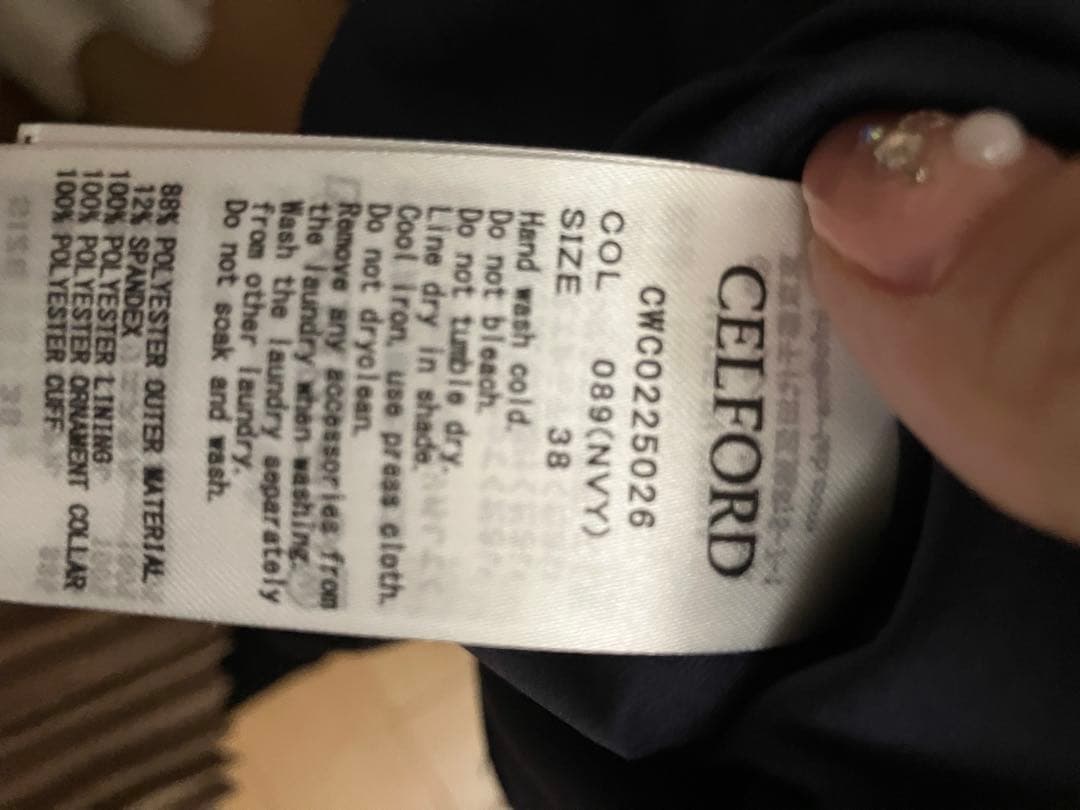 CELFORD
CWCO225026
COL 089(NVY)
SIZE 38
Hand wash cold.
Do not bleach.
Do not tumble dry.
Line dry in shade.
Cool iron, use press cloth.
Do not dryclean.
Remove any accessories from
the laundry when washing.
Wash the laundry separately
from other laundry.
Do not soak and wash.
88% POLYESTER OUTER MATERIAL
12% SPANDEX
100% POLYESTER LINING
100% POLYESTER ORNAMENT COLLAR
100% POLYESTER CUFF